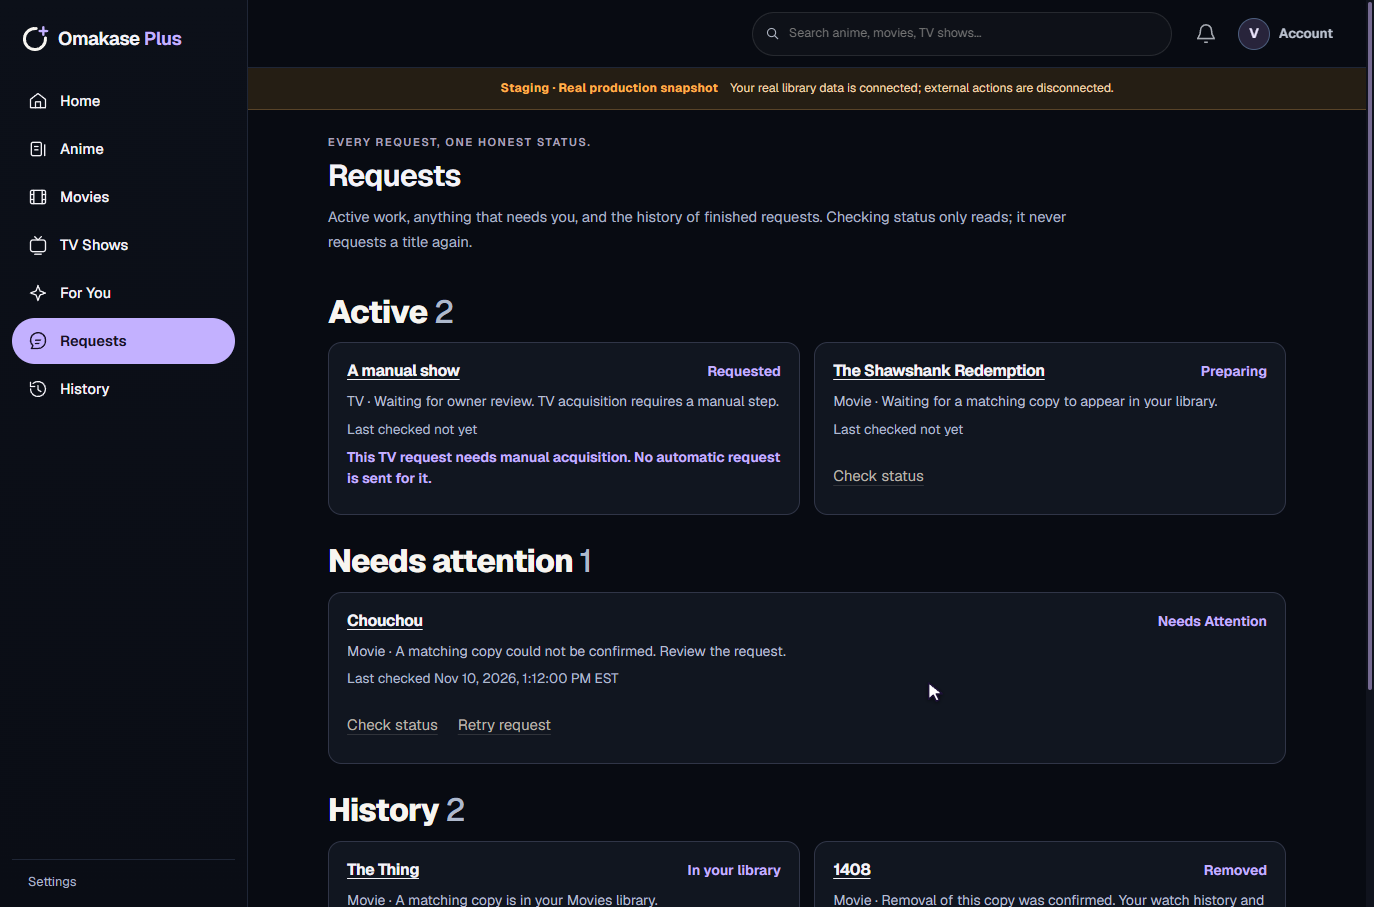 Omakase Plus
Search anime, movies, TV shows...
V
Account
Home
Anime
Movies
TV Shows
For You
Requests
History
Settings
Staging · Real production snapshot Your real library data is connected; external actions are disconnected.
EVERY REQUEST, ONE HONEST STATUS.
Requests
Active work, anything that needs you, and the history of finished requests. Checking status only reads; it never
requests a title again.
Active 2
A manual show
Requested
TV · Waiting for owner review. TV acquisition requires a manual step.
Last checked not yet
This TV request needs manual acquisition. No automatic request
is sent for it.
The Shawshank Redemption
Preparing
Movie · Waiting for a matching copy to appear in your library.
Last checked not yet
Check status
Needs attention 1
Chouchou
Needs Attention
Movie · A matching copy could not be confirmed. Review the request.
Last checked Nov 10, 2026, 1:12:00 PM EST
Check status Retry request
History 2
The Thing
In your library
Movie · A matching copy is in your Movies library.
1408
Removed
Movie · Removal of this copy was confirmed. Your watch history and